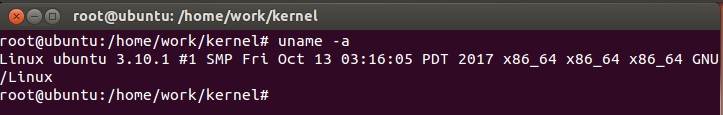 root@ubuntu: /home/work/kernel
root@ubuntu:/home/work/kernel# uname -a
Linux ubuntu 3.10.1 #1 SMP Fri Oct 13 03:16:05 PDT 2017 x86_64 x86_64 x86_64 GNU
/Linux
root@ubuntu:/home/work/kernel#